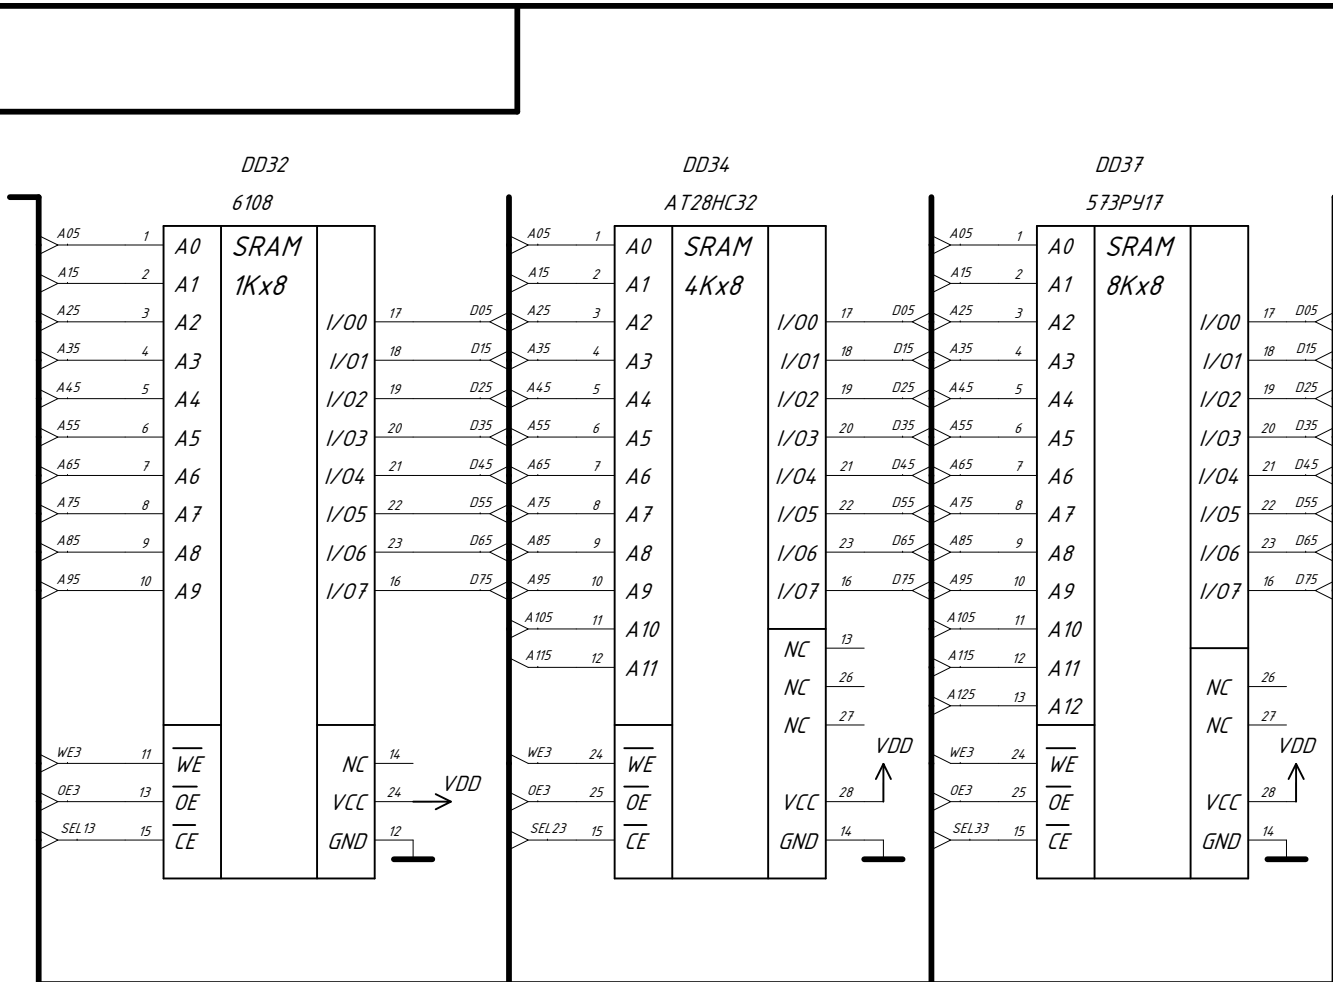 DD32
6108
A05 1 A0 SRAM
A15 2 A1 1Kx8
A25 3 A2 I/O0 17 D05
A35 4 A3 I/O1 18 D15
A45 5 A4 I/O2 19 D25
A55 6 A5 I/O3 20 D35
A65 7 A6 I/O4 21 D45
A75 8 A7 I/O5 22 D55
A85 9 A8 I/O6 23 D65
A95 10 A9 I/O7 16 D75
WE3 11 WE NC 14
OE3 13 OE VCC 24 VDD
SEL13 15 CE GND 12
DD34
AT28HC32
A05 1 A0 SRAM
A15 2 A1 4Kx8
A25 3 A2 I/O0 17 D05
A35 4 A3 I/O1 18 D15
A45 5 A4 I/O2 19 D25
A55 6 A5 I/O3 20 D35
A65 7 A6 I/O4 21 D45
A75 8 A7 I/O5 22 D55
A85 9 A8 I/O6 23 D65
A95 10 A9 I/O7 16 D75
A105 11 A10
NC 13
A115 12 A11
NC 26
NC 27
VDD
WE3 24 WE
OE3 25 OE VCC 28
SEL23 15 CE GND 14
DD37
573РУ17
A05 1 A0 SRAM
A15 2 A1 8Kx8
A25 3 A2 I/O0 17 D05
A35 4 A3 I/O1 18 D15
A45 5 A4 I/O2 19 D25
A55 6 A5 I/O3 20 D35
A65 7 A6 I/O4 21 D45
A75 8 A7 I/O5 22 D55
A85 9 A8 I/O6 23 D65
A95 10 A9 I/O7 16 D75
A105 11 A10
A115 12 A11
NC 26
A125 13 A12
NC 27
VDD
WE3 24 WE
OE3 25 OE VCC 28
SEL33 15 CE GND 14